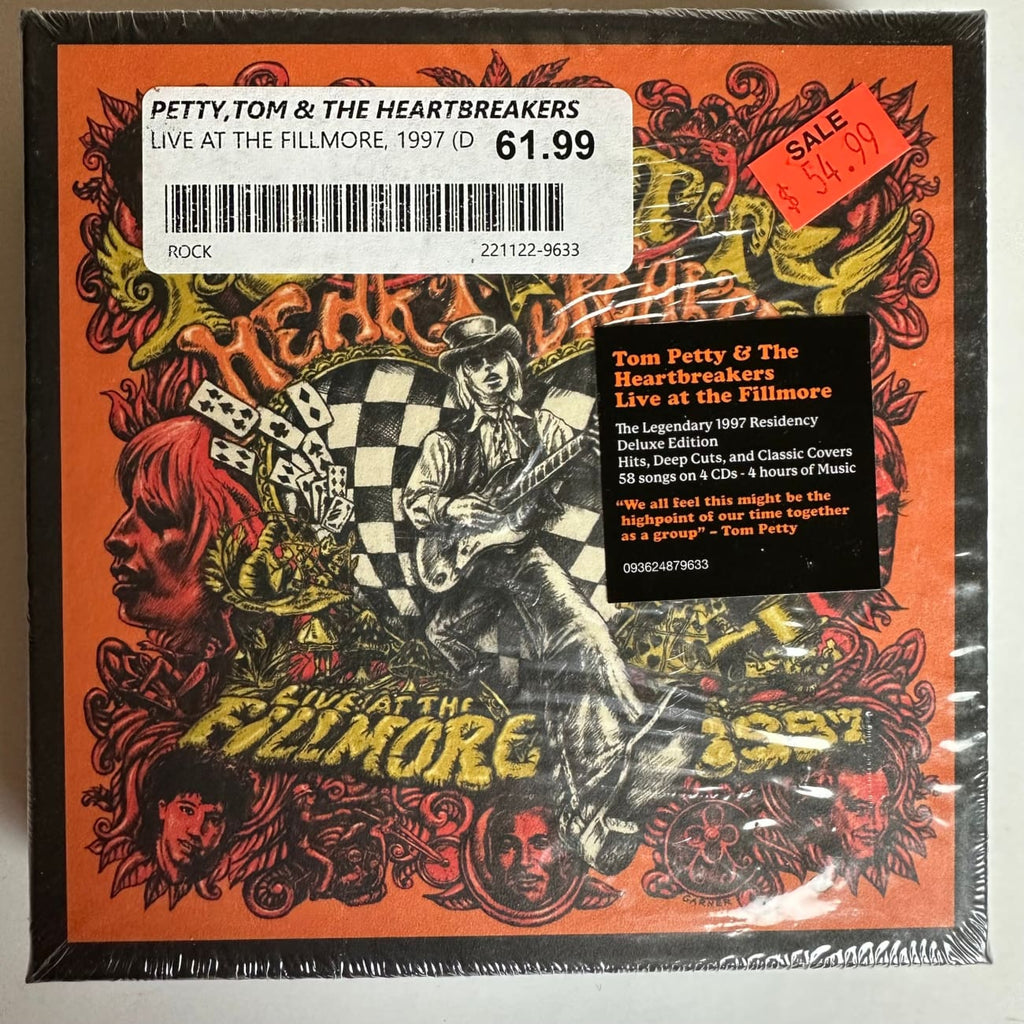 PETTY,TOM & THE HEARTBREAKERS
LIVE AT THE FILLMORE, 1997 (D
61.99
ROCK
221122-9633
SALE
$ 54.99
Tom Petty & The
Heartbreakers
Live at the Fillmore
The Legendary 1997 Residency
Deluxe Edition
Hits, Deep Cuts, and Classic Covers
58 songs on 4 CDs - 4 hours of Music
“We all feel this might be the
highpoint of our time together
as a group” – Tom Petty
093624879633
LIVE AT THE
FILLMORE
1997
GARNER